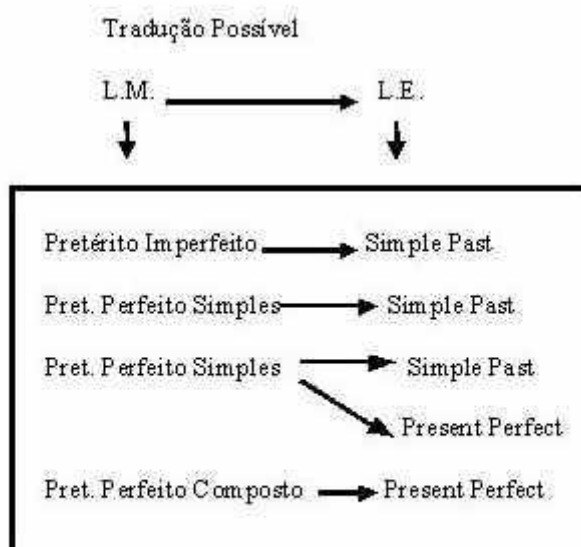 Tradução Possível
L.M. L.E.
Pretérito Imperfeito Simple Past
Pret. Perfeito Simples Simple Past
Pret. Perfeito Simples Simple Past
Present Perfect
Pret. Perfeito Composto Present Perfect